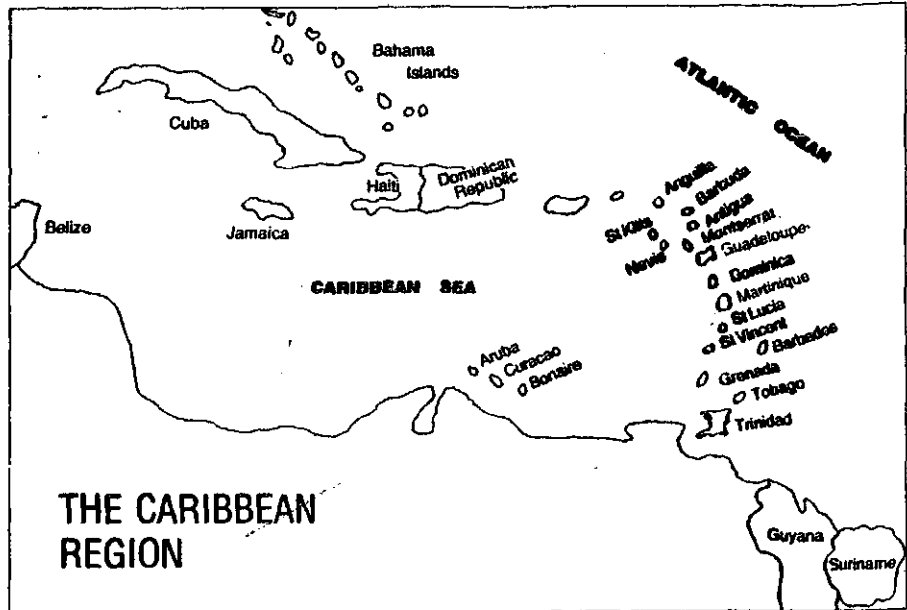 Bahama
Islands
ATLANTIC OCEAN
Cuba
Haiti
Dominican
Republic
Anguilla
Barbuda
St Kitts
Antigua
Belize
Jamaica
Montserrat
Nevis
Guadeloupe
CARIBBEAN SEA
Dominica
Martinique
St Lucia
St Vincent
Barbados
Aruba
Curacao
Bonaire
Grenada
Tobago
Trinidad
THE CARIBBEAN
REGION
Guyana
Suriname